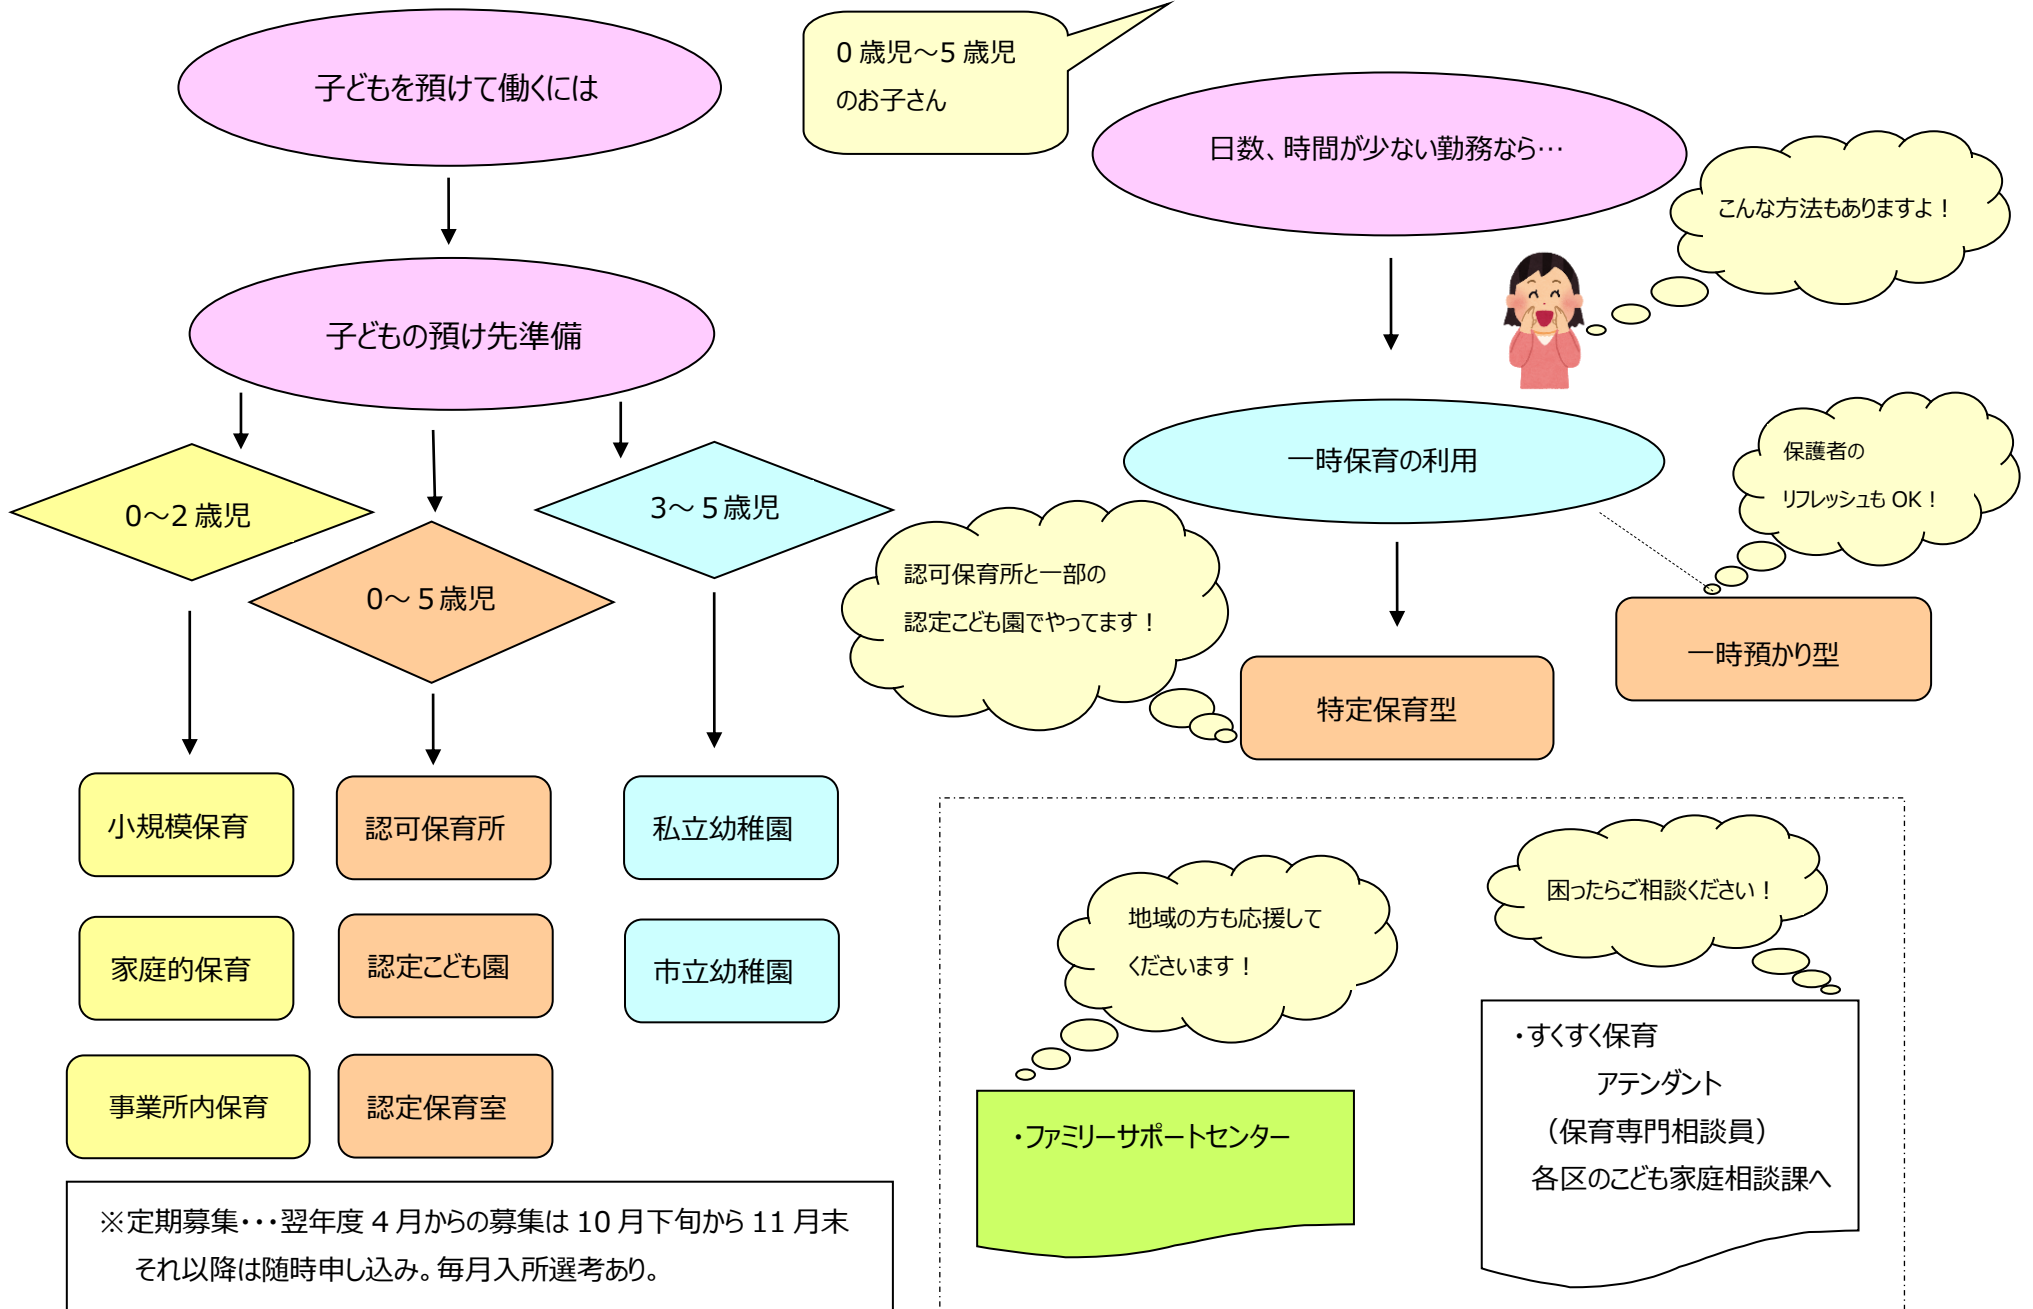 子どもを預けて働くには
0 歳児～5 歳児
のお子さん
日数、時間が少ない勤務なら…
こんな方法もありますよ！
子どもの預け先準備
0～2 歳児
0～ 5 歳児
3～ 5 歳児
一時保育の利用
保護者の
リフレッシュも OK！
認可保育所と一部の
認定こども園でやってます！
特定保育型
一時預かり型
小規模保育
認可保育所
私立幼稚園
家庭的保育
認定こども園
市立幼稚園
事業所内保育
認定保育室
地域の方も応援して
くださいます！
困ったらご相談ください！
・ファミリーサポートセンター
・すくすく保育
アテンダント
（保育専門相談員）
各区のこども家庭相談課へ
※定期募集・・・翌年度 4 月からの募集は 10 月下旬から 11 月末
それ以降は随時申し込み。毎月入所選考あり。